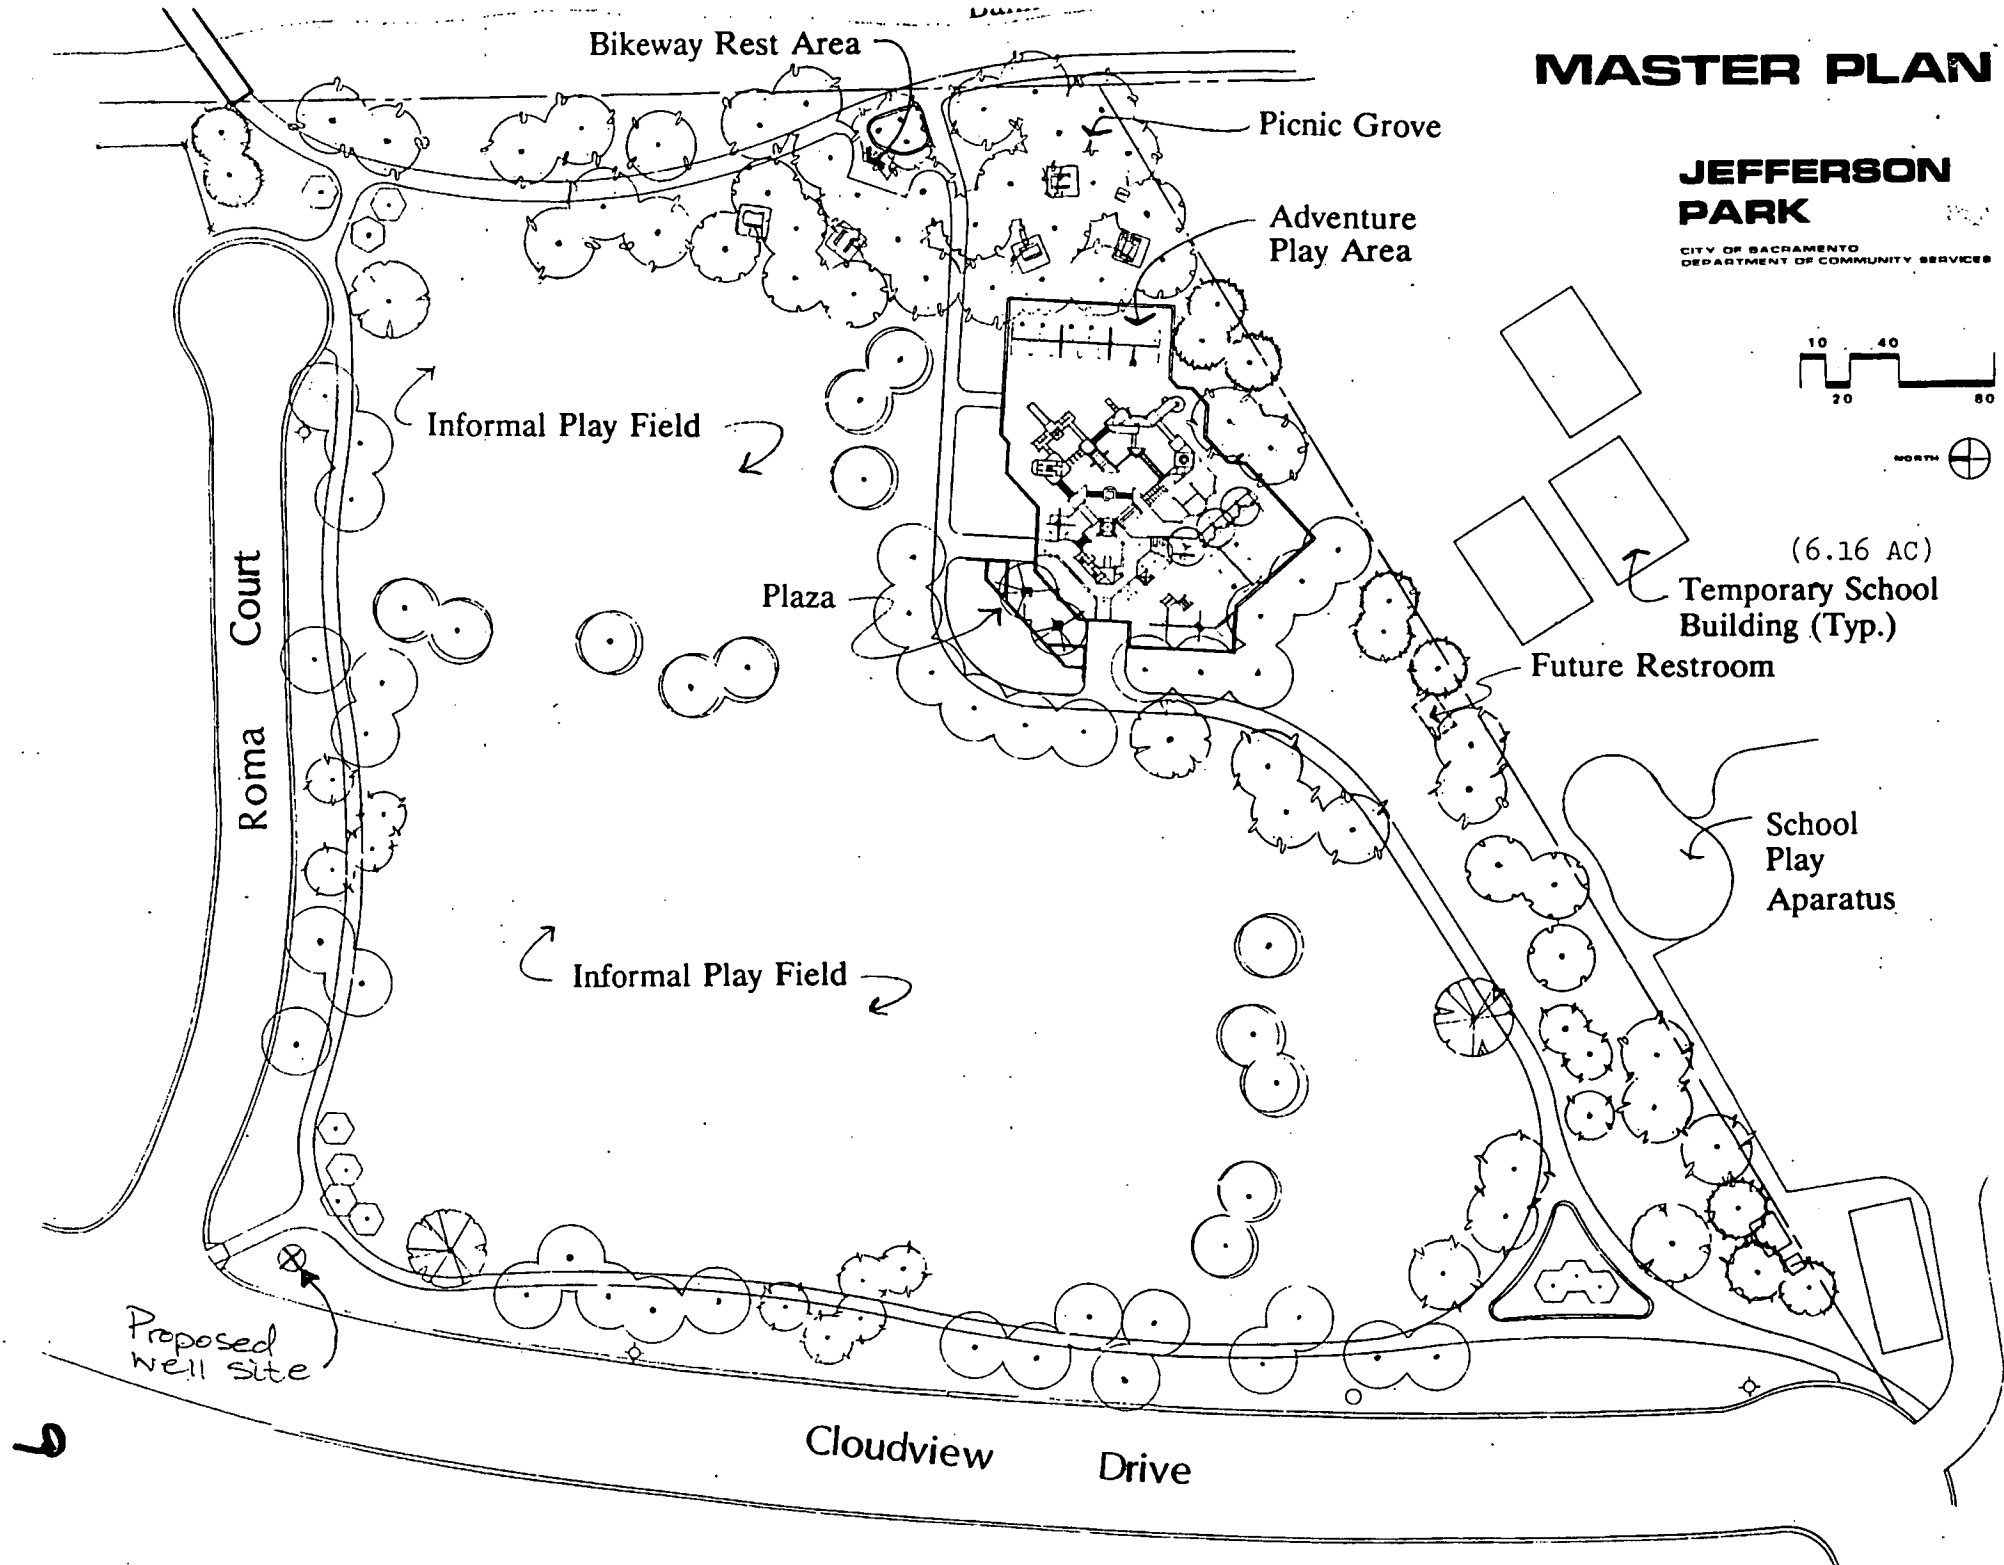 Bikeway Rest Area
MASTER PLAN
Picnic Grove
JEFFERSON
PARK
CITY OF SACRAMENTO
DEPARTMENT OF COMMUNITY SERVICES
Adventure
Play Area
10 40
20 80
NORTH
Informal Play Field
(6.16 AC)
Temporary School
Building (Typ.)
Plaza
Future Restroom
Roma Court
School
Play
Aparatus
Informal Play Field
Proposed
well site
Cloudview Drive
9